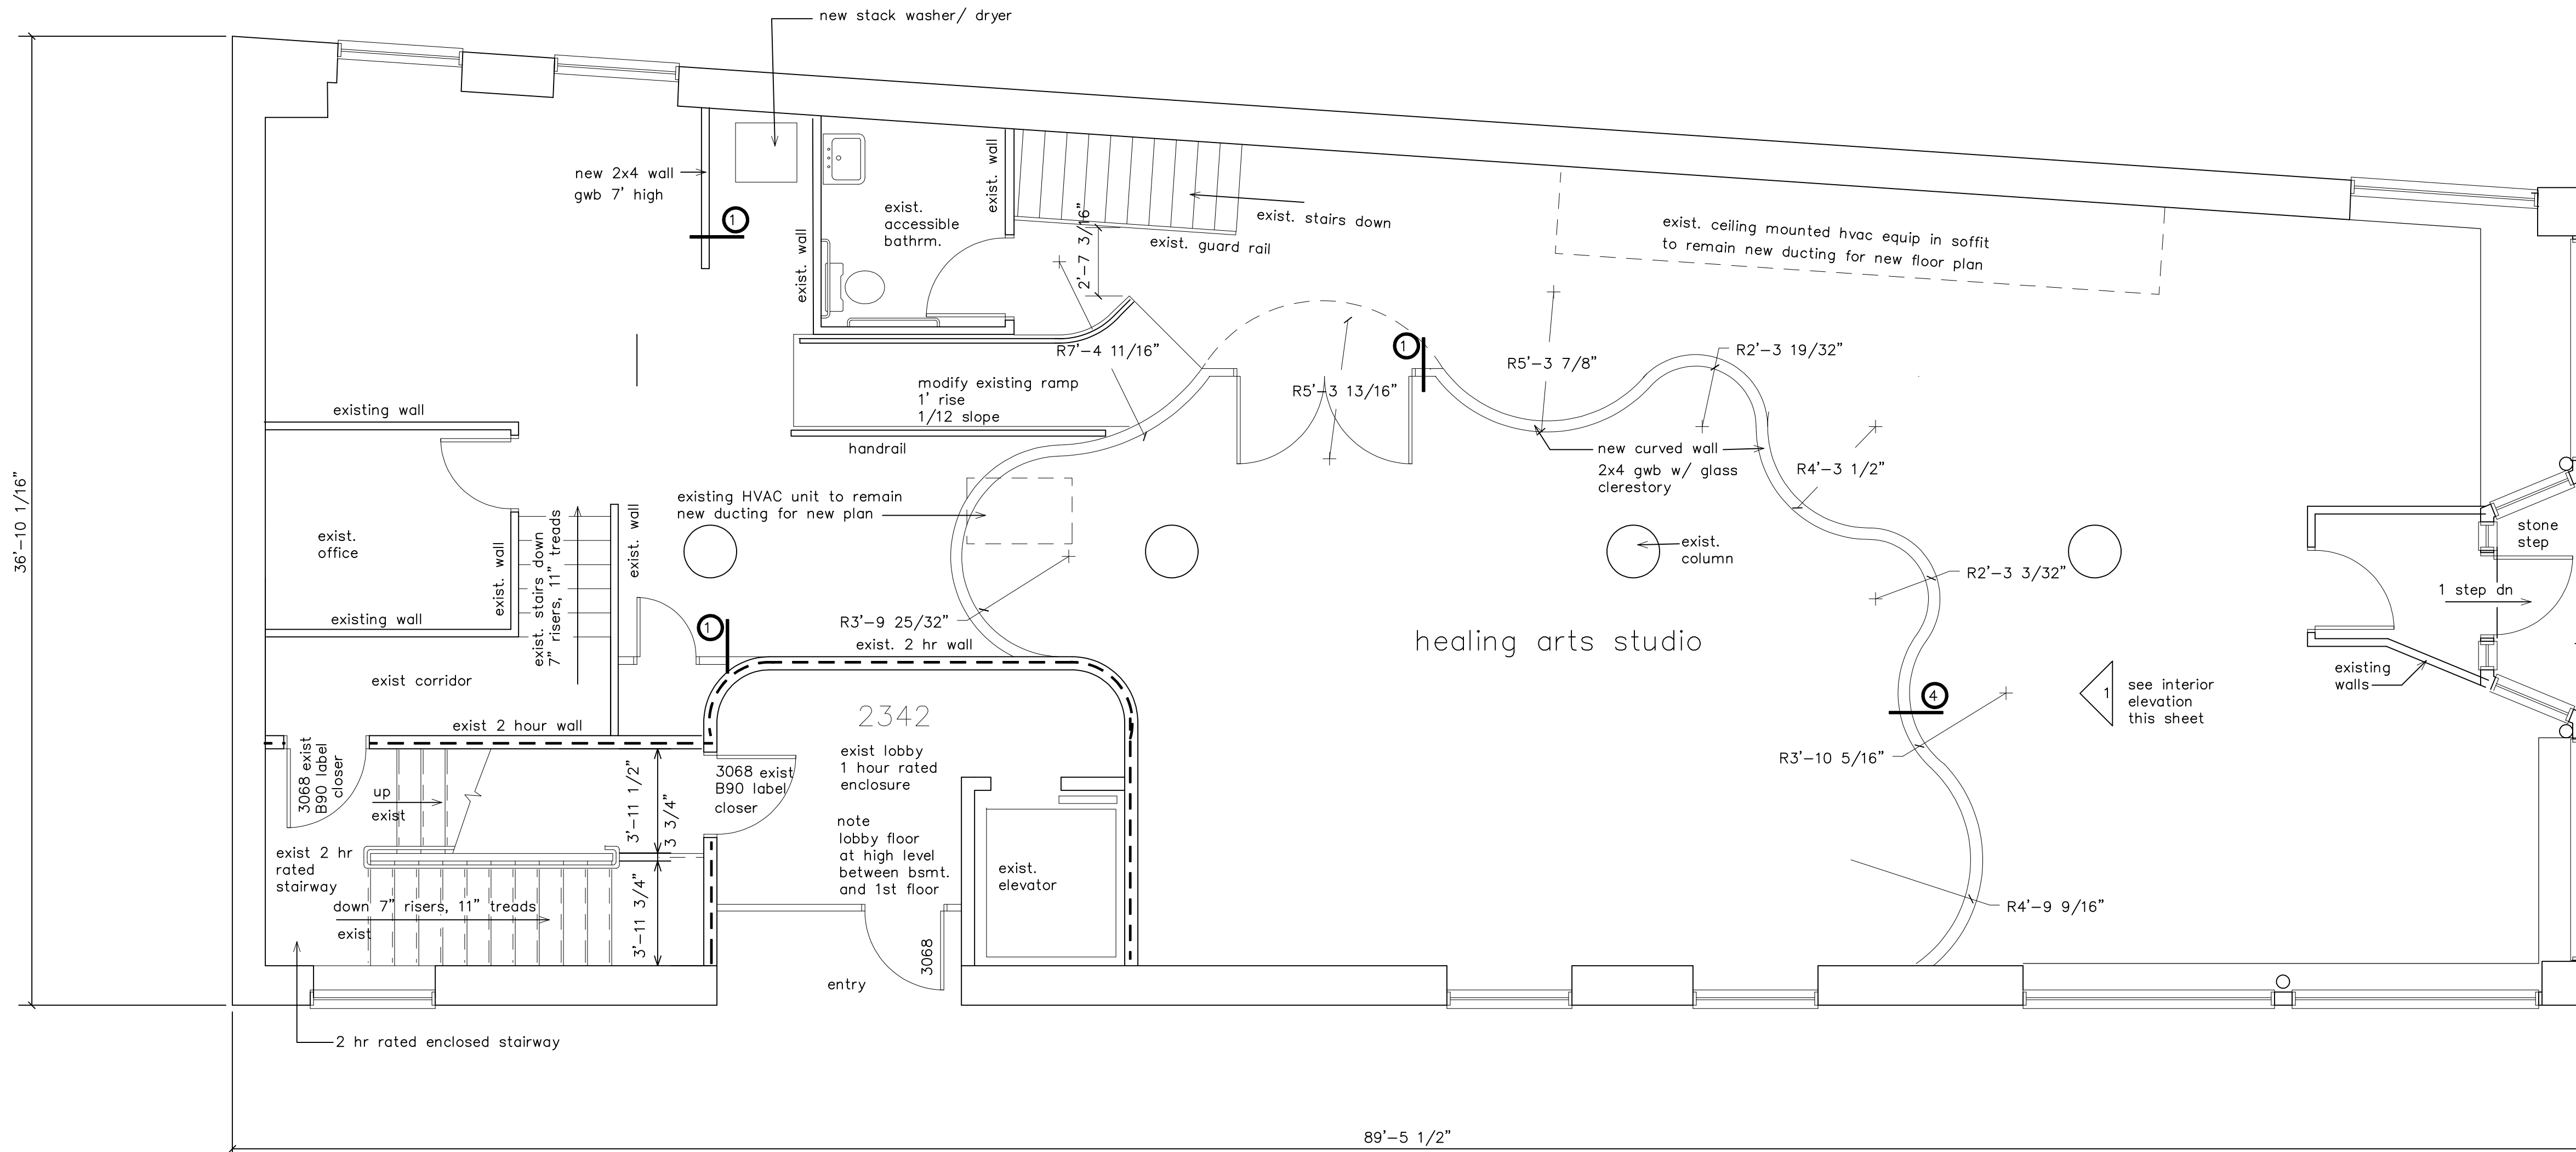 new stack washer/ dryer
new 2x4 wall
gwb 7' high
1
exist. wall
exist.
accessible
bathrm.
exist. wall
2'-7 3/16"
exist. stairs down
exist. guard rail
exist. ceiling mounted hvac equip in soffit
to remain new ducting for new floor plan
R7'-4 11/16"
1
R5'-3 13/16"
R5'-3 7/8"
R2'-3 19/32"
modify existing ramp
1' rise
1/12 slope
handrail
existing wall
new curved wall
2x4 gwb w/ glass
clerestory
R4'-3 1/2"
36'-10 1/16"
existing HVAC unit to remain
new ducting for new plan
exist.
office
exist. wall
exist. stairs down
7" risers, 11" treads
exist. wall
exist.
column
stone
step
1 step dn
R2'-3 3/32"
existing wall
R3'-9 25/32"
1
exist. 2 hr wall
healing arts studio
existing
walls
exist corridor
exist 2 hour wall
2342
4
1
see interior
elevation
this sheet
3068 exist
B90 label
closer
up
exist
3'-11 1/2"
3 3/4"
3068 exist
B90 label
closer
exist lobby
1 hour rated
enclosure
R3'-10 5/16"
note
lobby floor
at high level
between bsmt.
and 1st floor
exist 2 hr
rated
stairway
exist.
elevator
down 7" risers, 11" treads
exist
3'-11 3/4"
3068
R4'-9 9/16"
entry
2 hr rated enclosed stairway
89'-5 1/2"